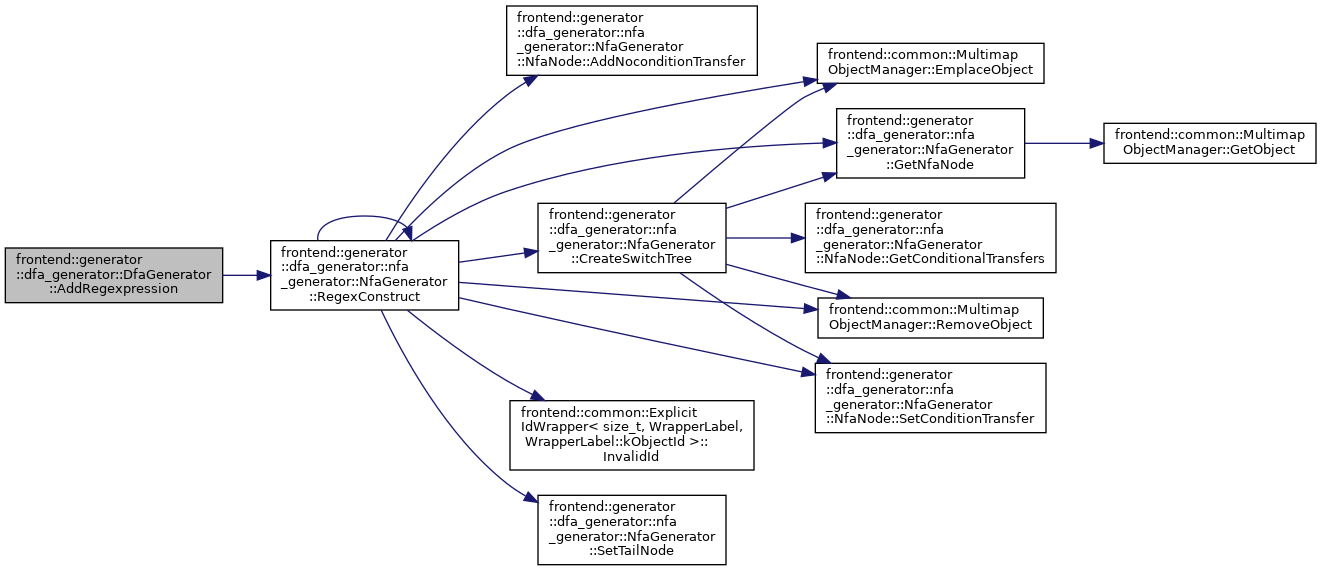 frontend::generator
::dfa_generator::DfaGenerator
::AddRegexpression
frontend::generator
::dfa_generator::nfa
_generator::NfaGenerator
::RegexConstruct
frontend::generator
::dfa_generator::nfa
_generator::NfaGenerator
::NfaNode::AddNoconditionTransfer
frontend::common::Multimap
ObjectManager::EmplaceObject
frontend::generator
::dfa_generator::nfa
_generator::NfaGenerator
::GetNfaNode
frontend::common::Multimap
ObjectManager::GetObject
frontend::generator
::dfa_generator::nfa
_generator::NfaGenerator
::CreateSwitchTree
frontend::generator
::dfa_generator::nfa
_generator::NfaGenerator
::NfaNode::GetConditionalTransfers
frontend::common::Multimap
ObjectManager::RemoveObject
frontend::generator
::dfa_generator::nfa
_generator::NfaGenerator
::NfaNode::SetConditionTransfer
frontend::common::Explicit
IdWrapper< size_t, WrapperLabel,
WrapperLabel::kObjectId >::
InvalidId
frontend::generator
::dfa_generator::nfa
_generator::NfaGenerator
::SetTailNode